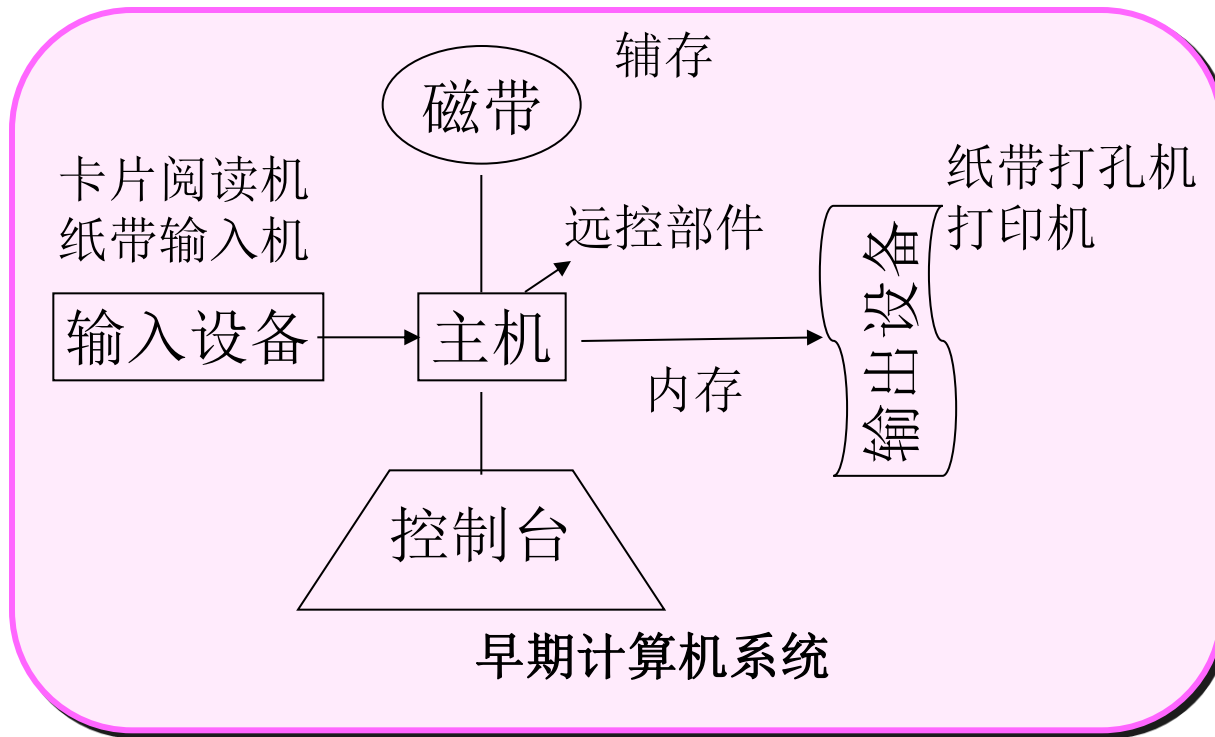 辅存
磁带
卡片阅读机
纸带输入机
纸带打孔机
打印机
远控部件
输入设备
主机
输出设备
内存
控制台
早期计算机系统